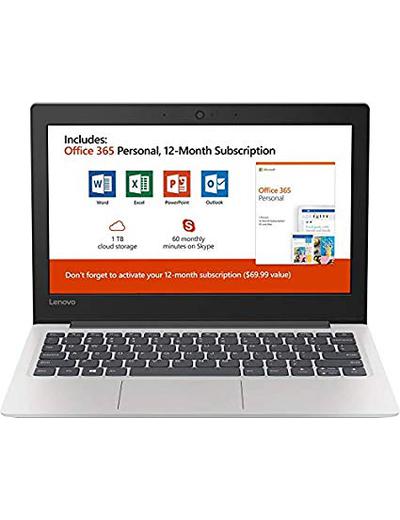 Includes:
Office 365 Personal, 12-Month Subscription
Word
Excel
PowerPoint
Outlook
1 TB
cloud storage
60 monthly
minutes on Skype
Microsoft
Office 365
Personal
Don't forget to activate your 12-month subscription ($69.99 value)
Lenovo